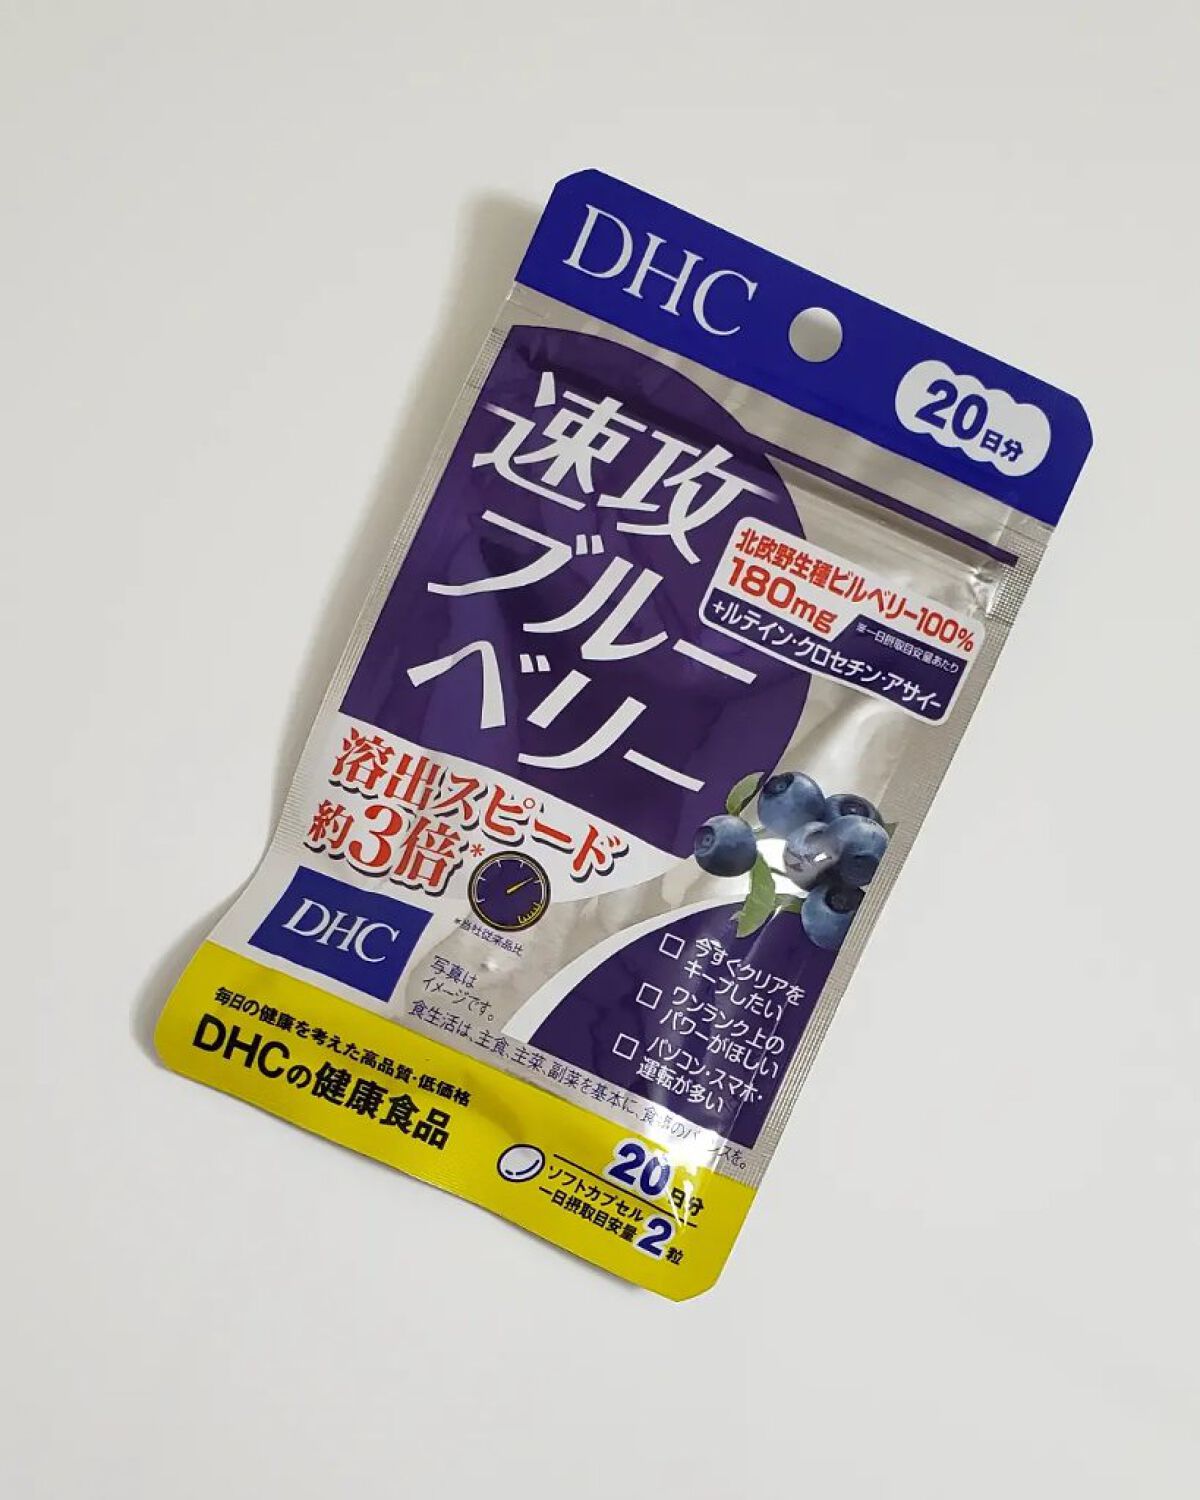 DHC
20日分
速攻
ブルー
ベリー
北欧野生種ビルベリー100%
180mg
※一日摂取目安量あたり
+ルテイン・クロセチン・アサイー
溶出スピード
約3倍*
*当社従来品比
DHC
写真は
イメージです。
食生活は、主食、主菜、副菜を基本に、食事のバランスを。
今すぐクリアを
キープしたい
ワンランク上の
パワーがほしい
パソコン・スマホ・
運転が多い
毎日の健康を考えた高品質・低価格
DHCの健康食品
20日分
ソフトカプセル
一日摂取目安量2粒